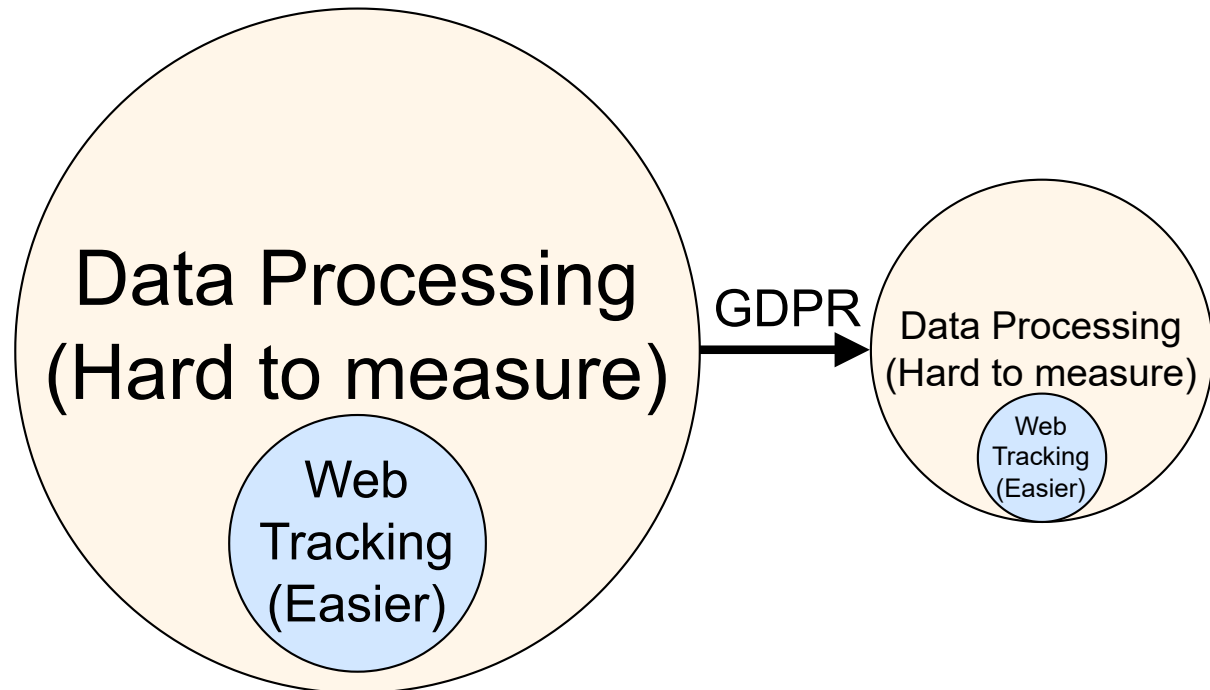 Data Processing
(Hard to measure)
Web
Tracking
(Easier)
GDPR
Data Processing
(Hard to measure)
Web
Tracking
(Easier)